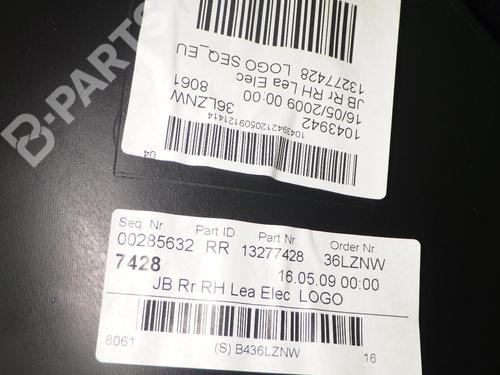 B-PARTS
1043942
16/05/2009 00:00
JB Rr RH Lea Elec
13277428 LOGO SEQ_EU
36LZNW
8061
1043942120509121414
04
Seq. Nr Part ID Part Nr Order Nr.
00285632 RR 13277428 36LZNW
7428 16.05.09 00:00
JB Rr RH Lea Elec LOGO
8061 (S) B436LZNW 16